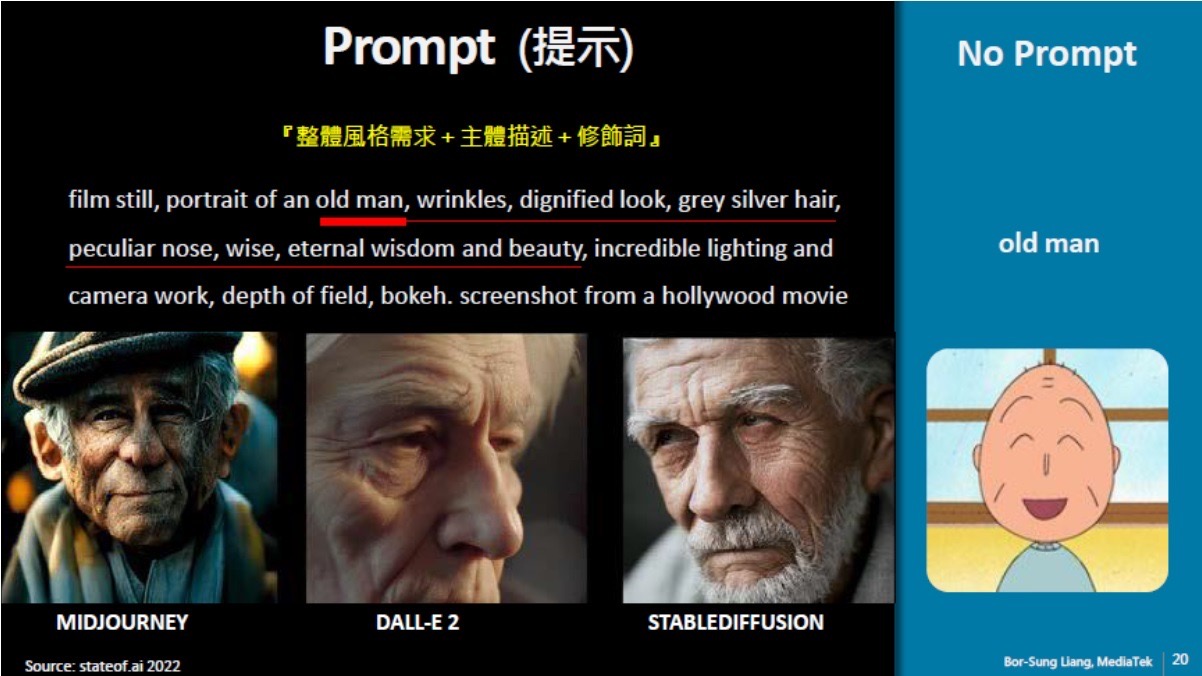 Prompt (提示)
『整體風格需求+主體描述+修飾詞』
film still, portrait of an old man, wrinkles, dignified look, grey silver hair,
peculiar nose, wise, eternal wisdom and beauty, incredible lighting and
camera work, depth of field, bokeh. screenshot from a hollywood movie
MIDJOURNEY
DALL-E 2
STABLEDIFFUSION
Source: stateof.ai 2022
No Prompt
old man
Bor-Sung Liang, MediaTek
20